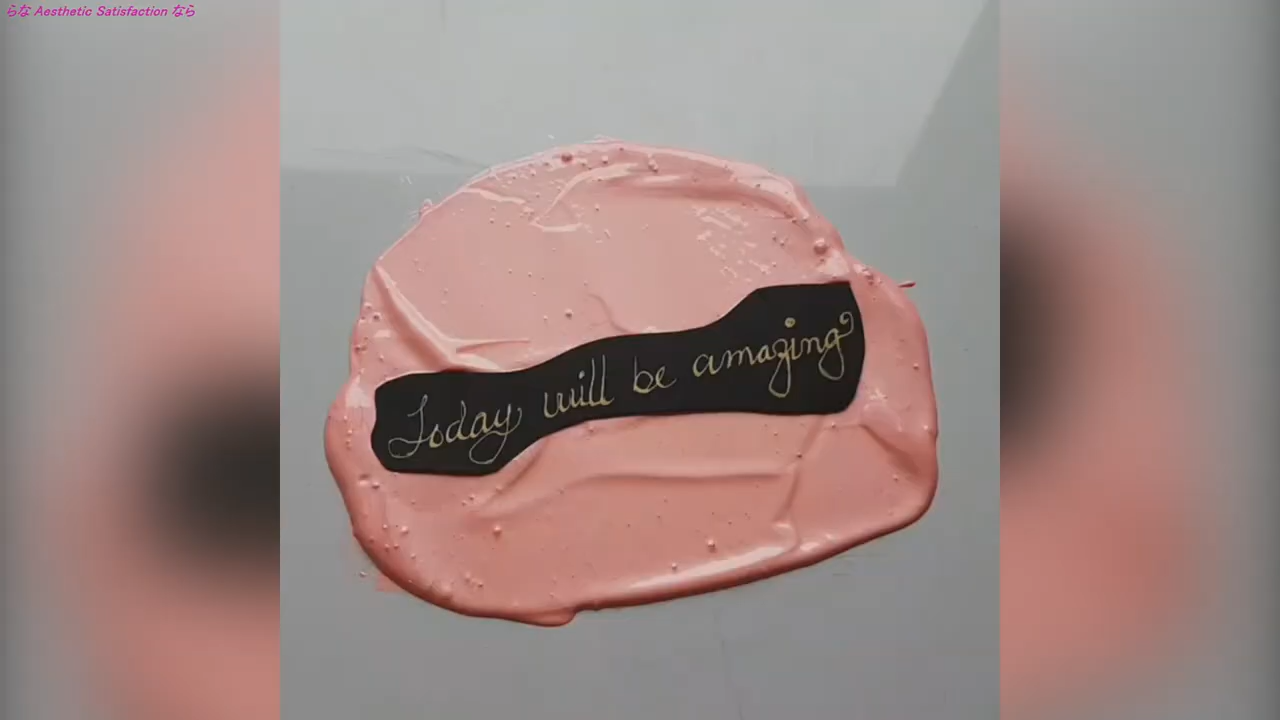 らな Aesthetic Satisfaction なら
Today will be amazing